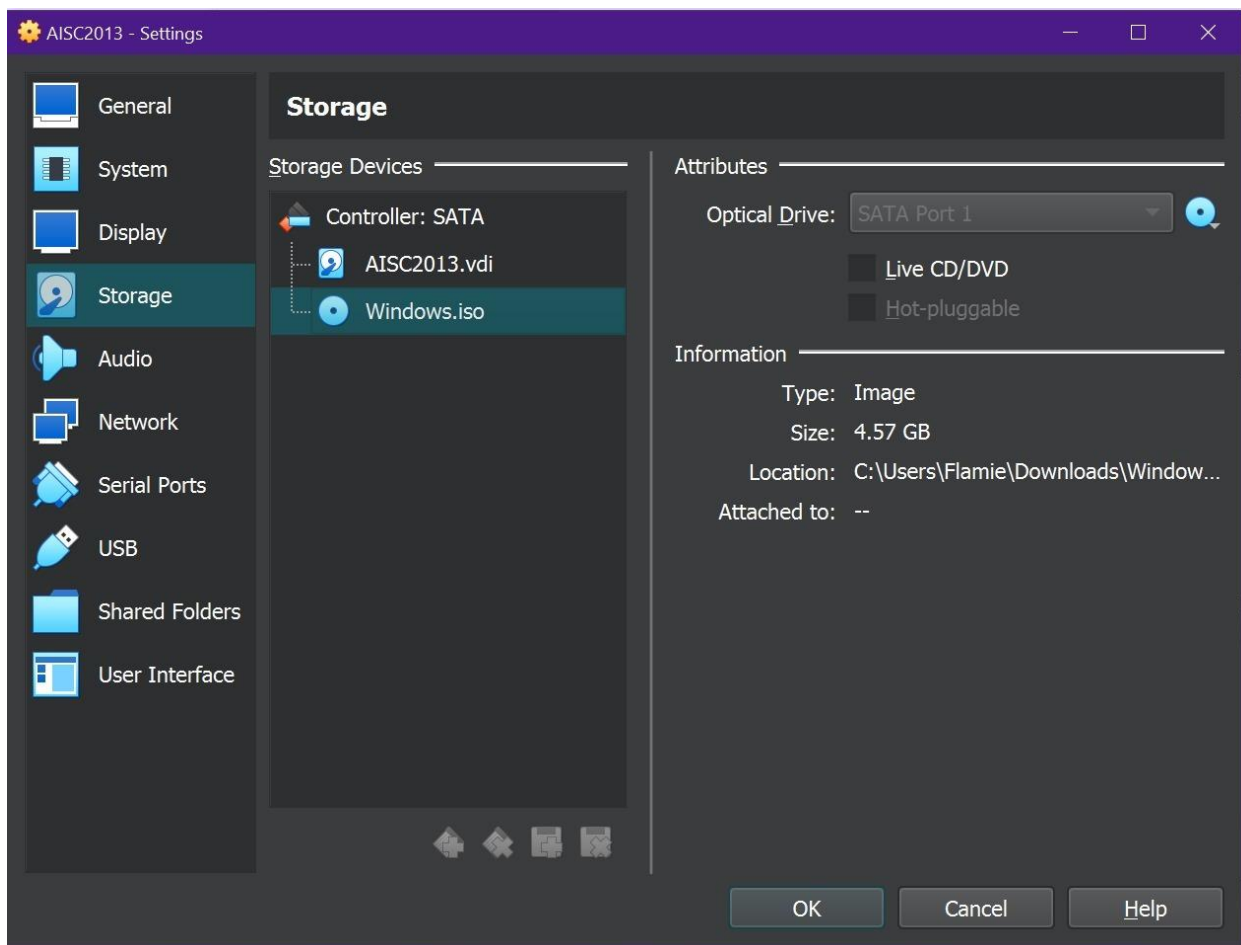 AISC2013 - Settings
General
System
Display
Storage
Audio
Network
Serial Ports
USB
Shared Folders
User Interface
Storage
Storage Devices
Controller: SATA
AISC2013.vdi
Windows.iso
Attributes
Optical Drive: SATA Port 1
Live CD/DVD
Hot-pluggable
Information
Type: Image
Size: 4.57 GB
Location: C:\Users\Flamie\Downloads\Window...
Attached to: --
OK
Cancel
Help